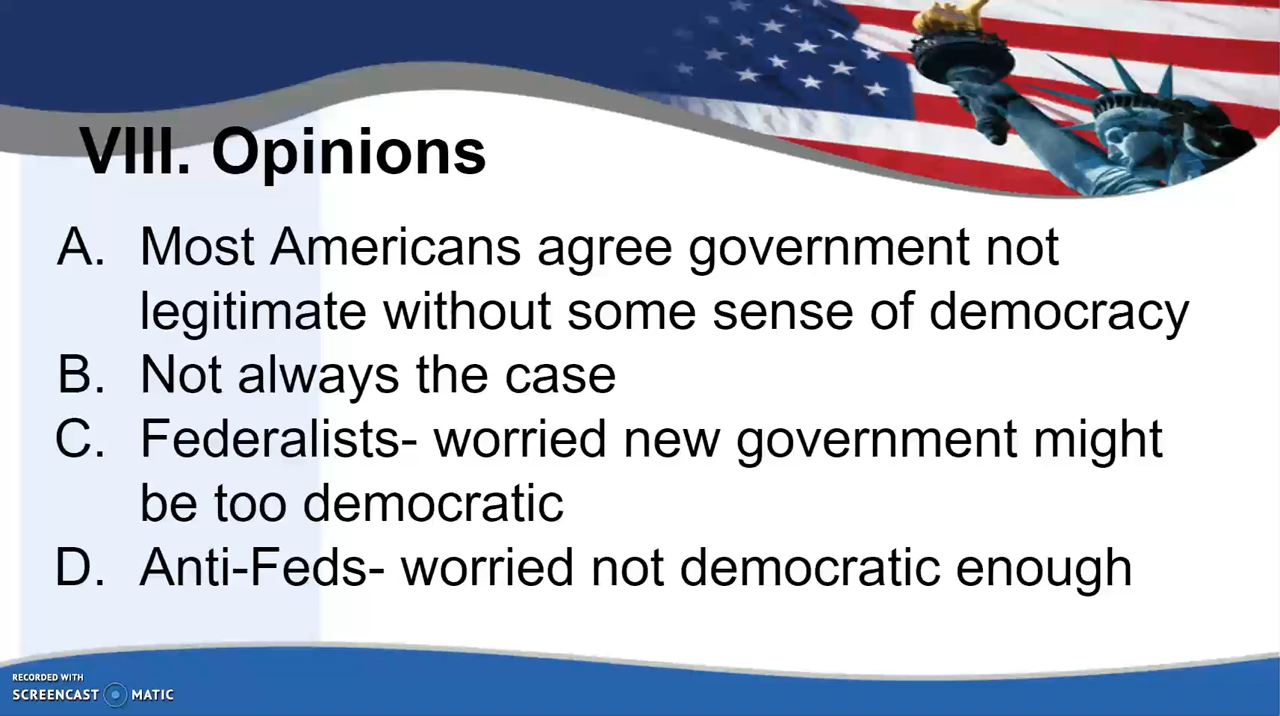 VIII. Opinions
A. Most Americans agree government not
legitimate without some sense of democracy
B. Not always the case
C. Federalists- worried new government might
be too democratic
D. Anti-Feds- worried not democratic enough
RECORDED WITH
SCREENCAST MATIC